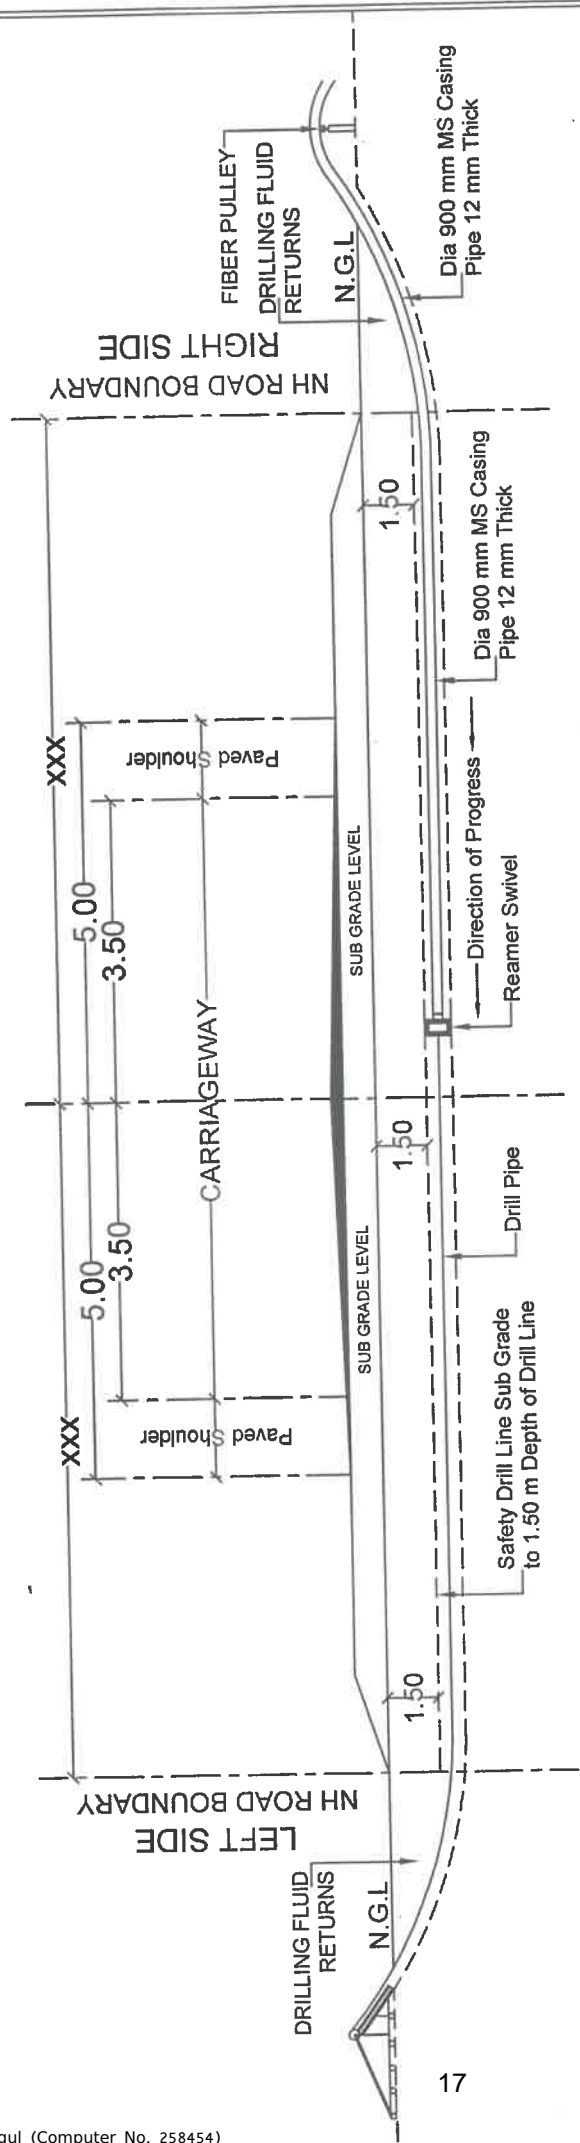 FIBER PULLEY
DRILLING FLUID
RETURNS
N.G.L
Dia 900 mm MS Casing
Pipe 12 mm Thick
RIGHT SIDE
NH ROAD BOUNDARY
1.50
Dia 900 mm MS Casing
Pipe 12 mm Thick
XXX
5.00
3.50
Paved Shoulder
SUB GRADE LEVEL
Direction of Progress
Reamer Swivel
CARRIAGEWAY
1.50
Drill Pipe
3.50
5.00
XXX
Paved Shoulder
SUB GRADE LEVEL
Safety Drill Line Sub Grade
to 1.50 m Depth of Drill Line
1.50
NH ROAD BOUNDARY
LEFT SIDE
DRILLING FLUID
RETURNS
N.G.L
17
(Computer No. 258454)